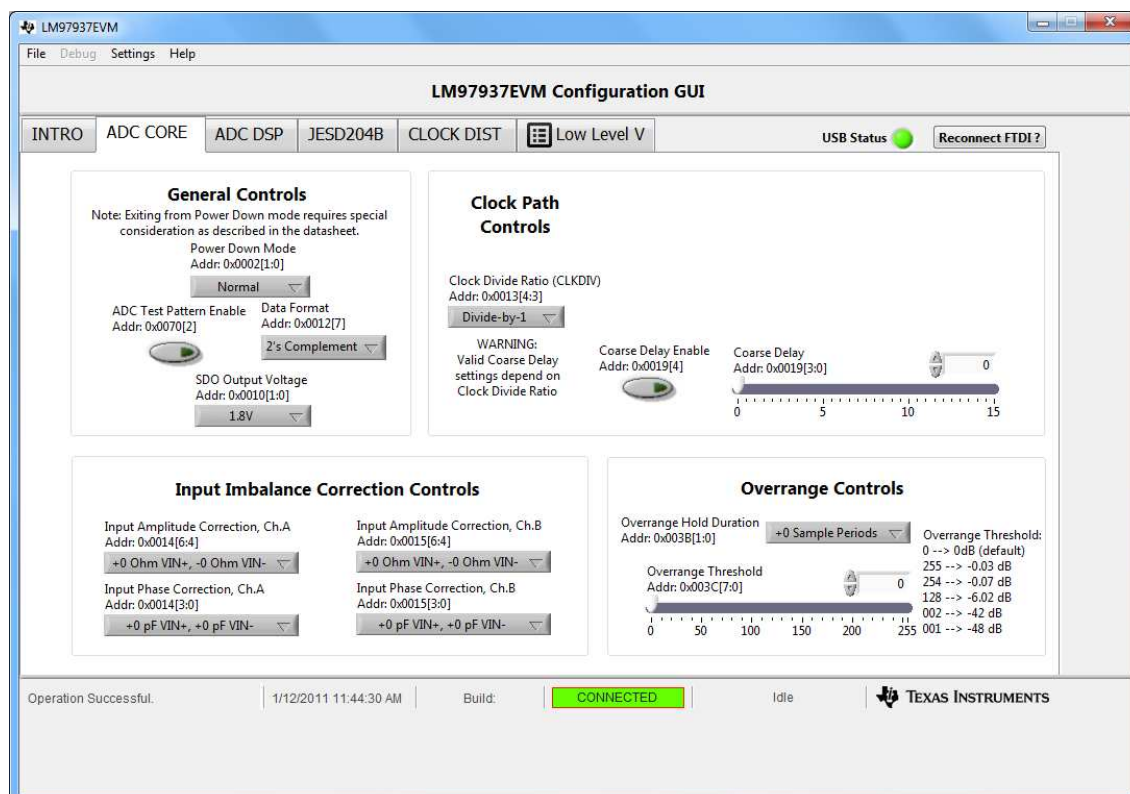 LM97937EVM
File Debug Settings Help
LM97937EVM Configuration GUI
INTRO ADC CORE ADC DSP JESD204B CLOCK DIST Low Level V
USB Status Reconnect FTDI ?
General Controls
Note: Exiting from Power Down mode requires special
consideration as described in the datasheet.
Power Down Mode
Addr: 0x0002[1:0]
Normal
ADC Test Pattern Enable
Addr: 0x0070[2]
Data Format
Addr: 0x0012[7]
2's Complement
SDO Output Voltage
Addr: 0x0010[1:0]
1.8V
Clock Path
Controls
Clock Divide Ratio (CLKDIV)
Addr: 0x0013[4:3]
Divide-by-1
WARNING:
Valid Coarse Delay
settings depend on
Clock Divide Ratio
Coarse Delay Enable
Addr: 0x0019[4]
Coarse Delay
Addr: 0x0019[3:0]
0
0 5 10 15
Input Imbalance Correction Controls
Input Amplitude Correction, Ch.A
Addr: 0x0014[6:4]
+0 Ohm VIN+, -0 Ohm VIN-
Input Phase Correction, Ch.A
Addr: 0x0014[3:0]
+0 pF VIN+, +0 pF VIN-
Input Amplitude Correction, Ch.B
Addr: 0x0015[6:4]
+0 Ohm VIN+, -0 Ohm VIN-
Input Phase Correction, Ch.B
Addr: 0x0015[3:0]
+0 pF VIN+, +0 pF VIN-
Overrange Controls
Overrange Hold Duration
Addr: 0x003B[1:0]
+0 Sample Periods
Overrange Threshold
Addr: 0x003C[7:0]
0
0 50 100 150 200 255
Overrange Threshold:
0 --> 0dB (default)
255 --> -0.03 dB
254 --> -0.07 dB
128 --> -6.02 dB
002 --> -42 dB
001 --> -48 dB
Operation Successful. 1/12/2011 11:44:30 AM Build: CONNECTED Idle TEXAS INSTRUMENTS